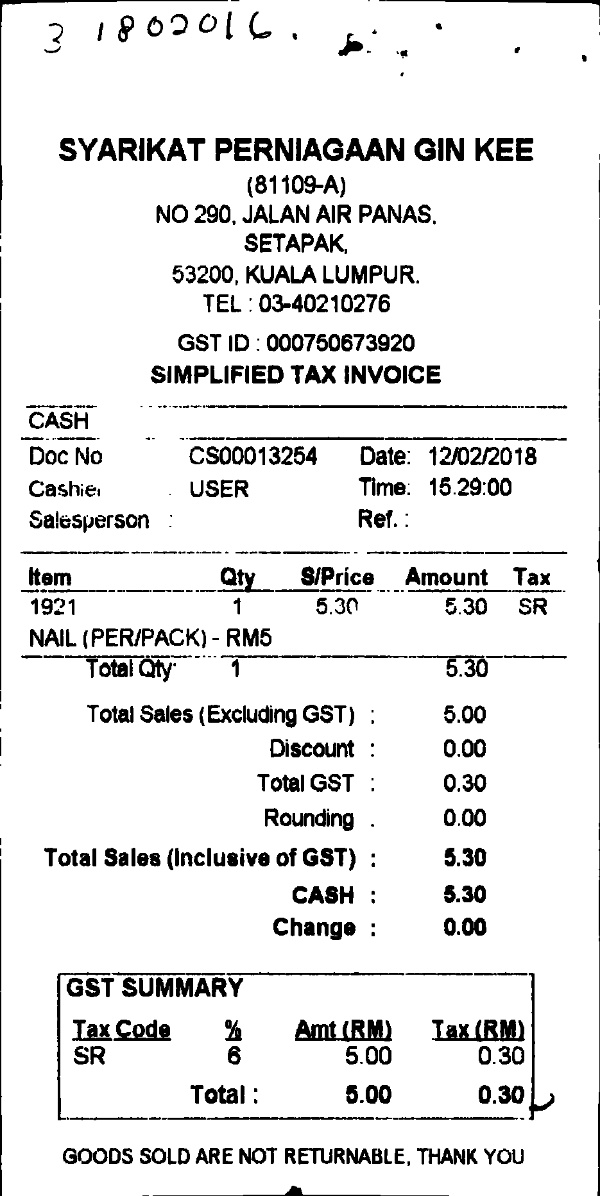 3 1802016.
SYARIKAT PERNIAGAAN GIN KEE
(81109-A)
NO 290, JALAN AIR PANAS,
SETAPAK,
53200, KUALA LUMPUR.
TEL : 03-40210276
GST ID : 000750673920
SIMPLIFIED TAX INVOICE
CASH
Doc No CS00013254 Date: 12/02/2018
Cashier : USER Time: 15:29:00
Salesperson : Ref. :
Item Qty S/Price Amount Tax
1921 1 5.30 5.30 SR
NAIL (PER/PACK) - RM5
Total Qty: 1 5.30
Total Sales (Excluding GST) : 5.00
Discount : 0.00
Total GST : 0.30
Rounding : 0.00
Total Sales (Inclusive of GST) : 5.30
CASH : 5.30
Change : 0.00
GST SUMMARY
Tax Code % Amt (RM) Tax (RM)
SR 6 5.00 0.30
Total : 5.00 0.30
GOODS SOLD ARE NOT RETURNABLE, THANK YOU